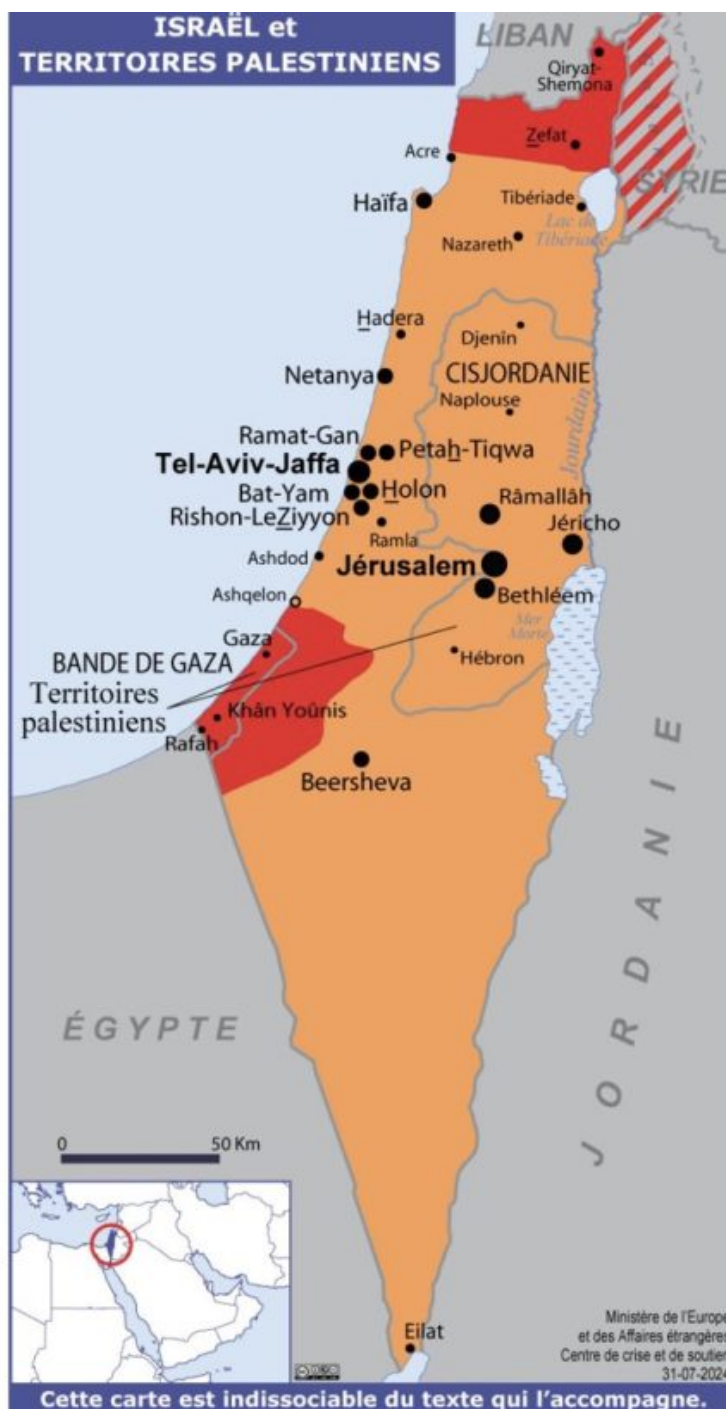 ISRAËL et
TERRITOIRES PALESTINIENS
LIBAN
Qiryat-
Shemona
Zefat
Acre
SYRIE
Haïfa
Tibériade
Lac de
Tibériade
Nazareth
Hadera
Djenîn
Netanya
CISJORDANIE
Naplouse
Jourdain
Ramat-Gan
Petah-Tiqwa
Tel-Aviv-Jaffa
Bat-Yam
Holon
Rishon-LeZiyyon
Râmallâh
Ramla
Jéricho
Ashdod
Jérusalem
Ashqelon
Bethléem
Mer
Morte
Gaza
BANDE DE GAZA
Hébron
Territoires
palestiniens
Khân Yoûnis
Rafah
Beersheva
JORDANIE
ÉGYPTE
0 50 Km
Eilat
Ministère de l'Europe
et des Affaires étrangères
Centre de crise et de soutien
31-07-2024
Cette carte est indissociable du texte qui l'accompagne.